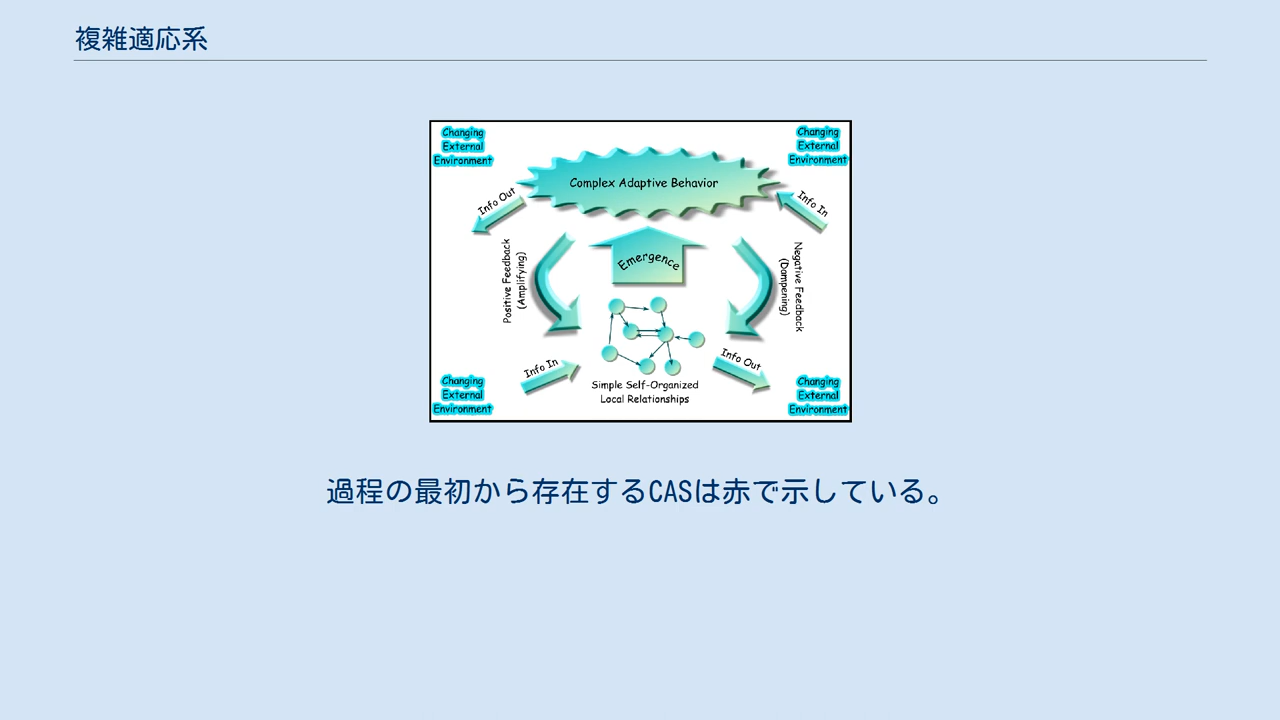 複雑適応系
Changing
External
Environment
Changing
External
Environment
Complex Adaptive Behavior
Info Out
Info In
Positive Feedback
(Amplifying)
Emergence
Negative Feedback
(Dampening)
Info In
Info Out
Simple Self-Organized
Local Relationships
Changing
External
Environment
Changing
External
Environment
過程の最初から存在するCASは赤で示している。